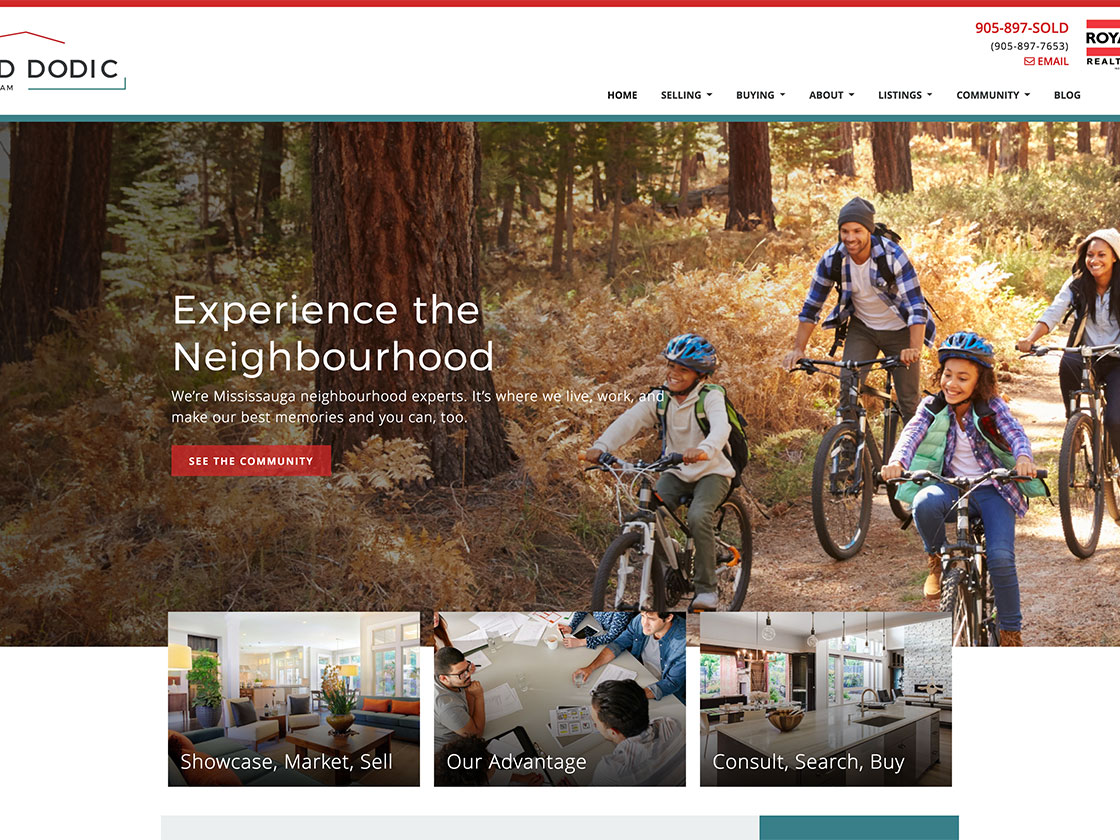 D DODIC
AM
905-897-SOLD
(905-897-7653)
EMAIL
ROYA
REALT
HOME SELLING BUYING ABOUT LISTINGS COMMUNITY BLOG
Experience the
Neighbourhood
We’re Mississauga neighbourhood experts. It’s where we live, work, and
make our best memories and you can, too.
SEE THE COMMUNITY
Showcase, Market, Sell
Our Advantage
Consult, Search, Buy